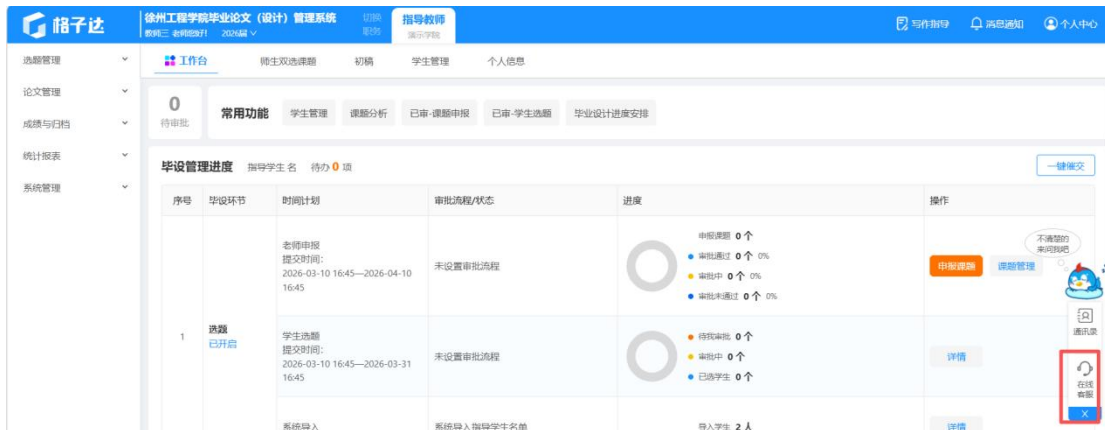 格子达
徐州工程学院毕业论文（设计）管理系统
教师三 老师您好! 2026届
切换
职务
指导教师
演示学院
写作指导
消息通知
个人中心
选题管理
论文管理
成绩与归档
统计报表
系统管理
工作台
师生双选课题
初稿
学生管理
个人信息
0
待审批
常用功能
学生管理
课题分析
已审-课题申报
已审-学生选题
毕业设计进度安排
毕设管理进度 指导学生 名 待办 0 项
一键催交
序号 毕设环节 时间计划 审批流程/状态 进度 操作
1
选题
已开启
老师申报
提交时间:
2026-03-10 16:45—2026-04-10
16:45
未设置审批流程
申报课题 0 个
审批通过 0 个 0%
审批中 0 个 0%
审批未通过 0 个 0%
申报课题
课题管理
不清楚的
来问我吧
学生选题
提交时间:
2026-03-10 16:45—2026-03-31
16:45
未设置审批流程
待我审批 0 个
审批中 0 个
已选学生 0 个
详情
通讯录
在线
客服
X
系统导入
系统导入指导学生名单
导入学生 2 人
详情